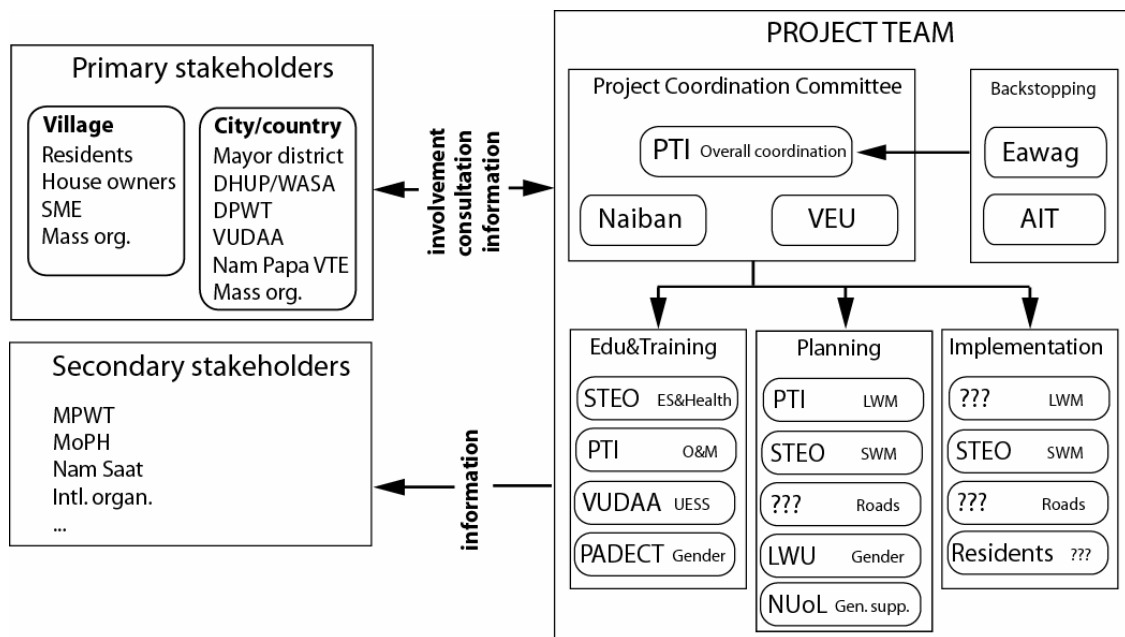 Primary stakeholders
Village
Residents
House owners
SME
Mass org.
City/country
Mayor district
DHUP/WASA
DPWT
VUDAA
Nam Papa VTE
Mass org.
Secondary stakeholders
MPWT
MoPH
Nam Saat
Intl. organ.
...
involvement
consultation
information
information
PROJECT TEAM
Project Coordination Committee
PTI Overall coordination
Naiban
VEU
Backstopping
Eawag
AIT
Edu&Training
STEO ES&Health
PTI O&M
VUDAA UESS
PADECT Gender
Planning
PTI LWM
STEO SWM
??? Roads
LWU Gender
NUoL Gen. supp.
Implementation
??? LWM
STEO SWM
??? Roads
Residents ???